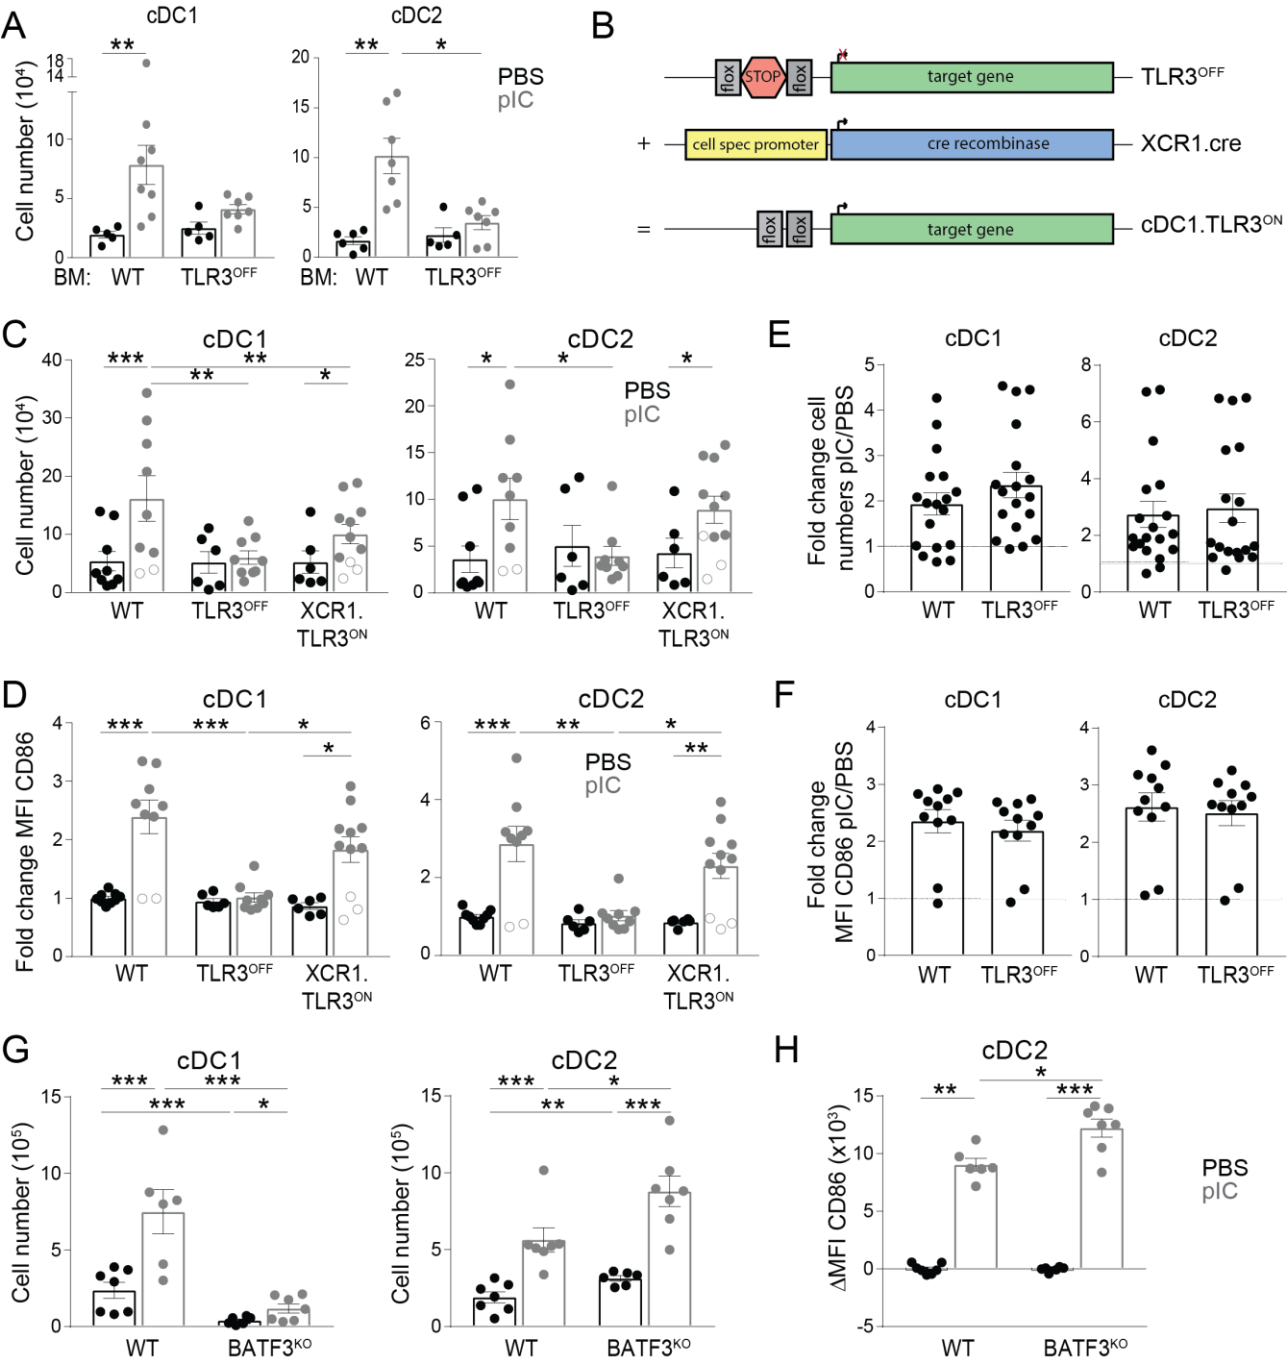 A
cDC1
cDC2
B
Cell number (10⁴)
18
14
10
5
0
**
20
15
10
5
0
**
*
PBS
pIC
BM:
WT
TLR3ᴼᶠᶠ
BM:
WT
TLR3ᴼᶠᶠ
flox
STOP
flox
target gene
TLR3ᴼᶠᶠ
+
cell spec promoter
cre recombinase
XCR1.cre
=
flox
flox
target gene
cDC1.TLR3ᴼᴺ
C
cDC1
cDC2
Cell number (10⁴)
40
30
20
10
0
***
**
**
*
25
20
15
10
5
0
*
*
*
PBS
pIC
WT
TLR3ᴼᶠᶠ
XCR1.
TLR3ᴼᴺ
WT
TLR3ᴼᶠᶠ
XCR1.
TLR3ᴼᴺ
E
cDC1
cDC2
Fold change cell
numbers pIC/PBS
5
4
3
2
1
0
8
6
4
2
0
WT
TLR3ᴼᶠᶠ
WT
TLR3ᴼᶠᶠ
D
cDC1
cDC2
Fold change MFI CD86
4
3
2
1
0
***
***
*
*
6
4
2
0
***
**
*
**
PBS
pIC
WT
TLR3ᴼᶠᶠ
XCR1.
TLR3ᴼᴺ
WT
TLR3ᴼᶠᶠ
XCR1.
TLR3ᴼᴺ
F
cDC1
cDC2
Fold change
MFI CD86 pIC/PBS
4
3
2
1
0
4
3
2
1
0
WT
TLR3ᴼᶠᶠ
WT
TLR3ᴼᶠᶠ
G
cDC1
cDC2
Cell number (10⁵)
15
10
5
0
***
***
***
*
WT
BATF3ᴷᴼ
Cell number (10⁵)
15
10
5
0
***
*
**
***
WT
BATF3ᴷᴼ
H
cDC2
ΔMFI CD86 (x10³)
15
10
5
0
-5
**
*
***
PBS
pIC
WT
BATF3ᴷᴼ